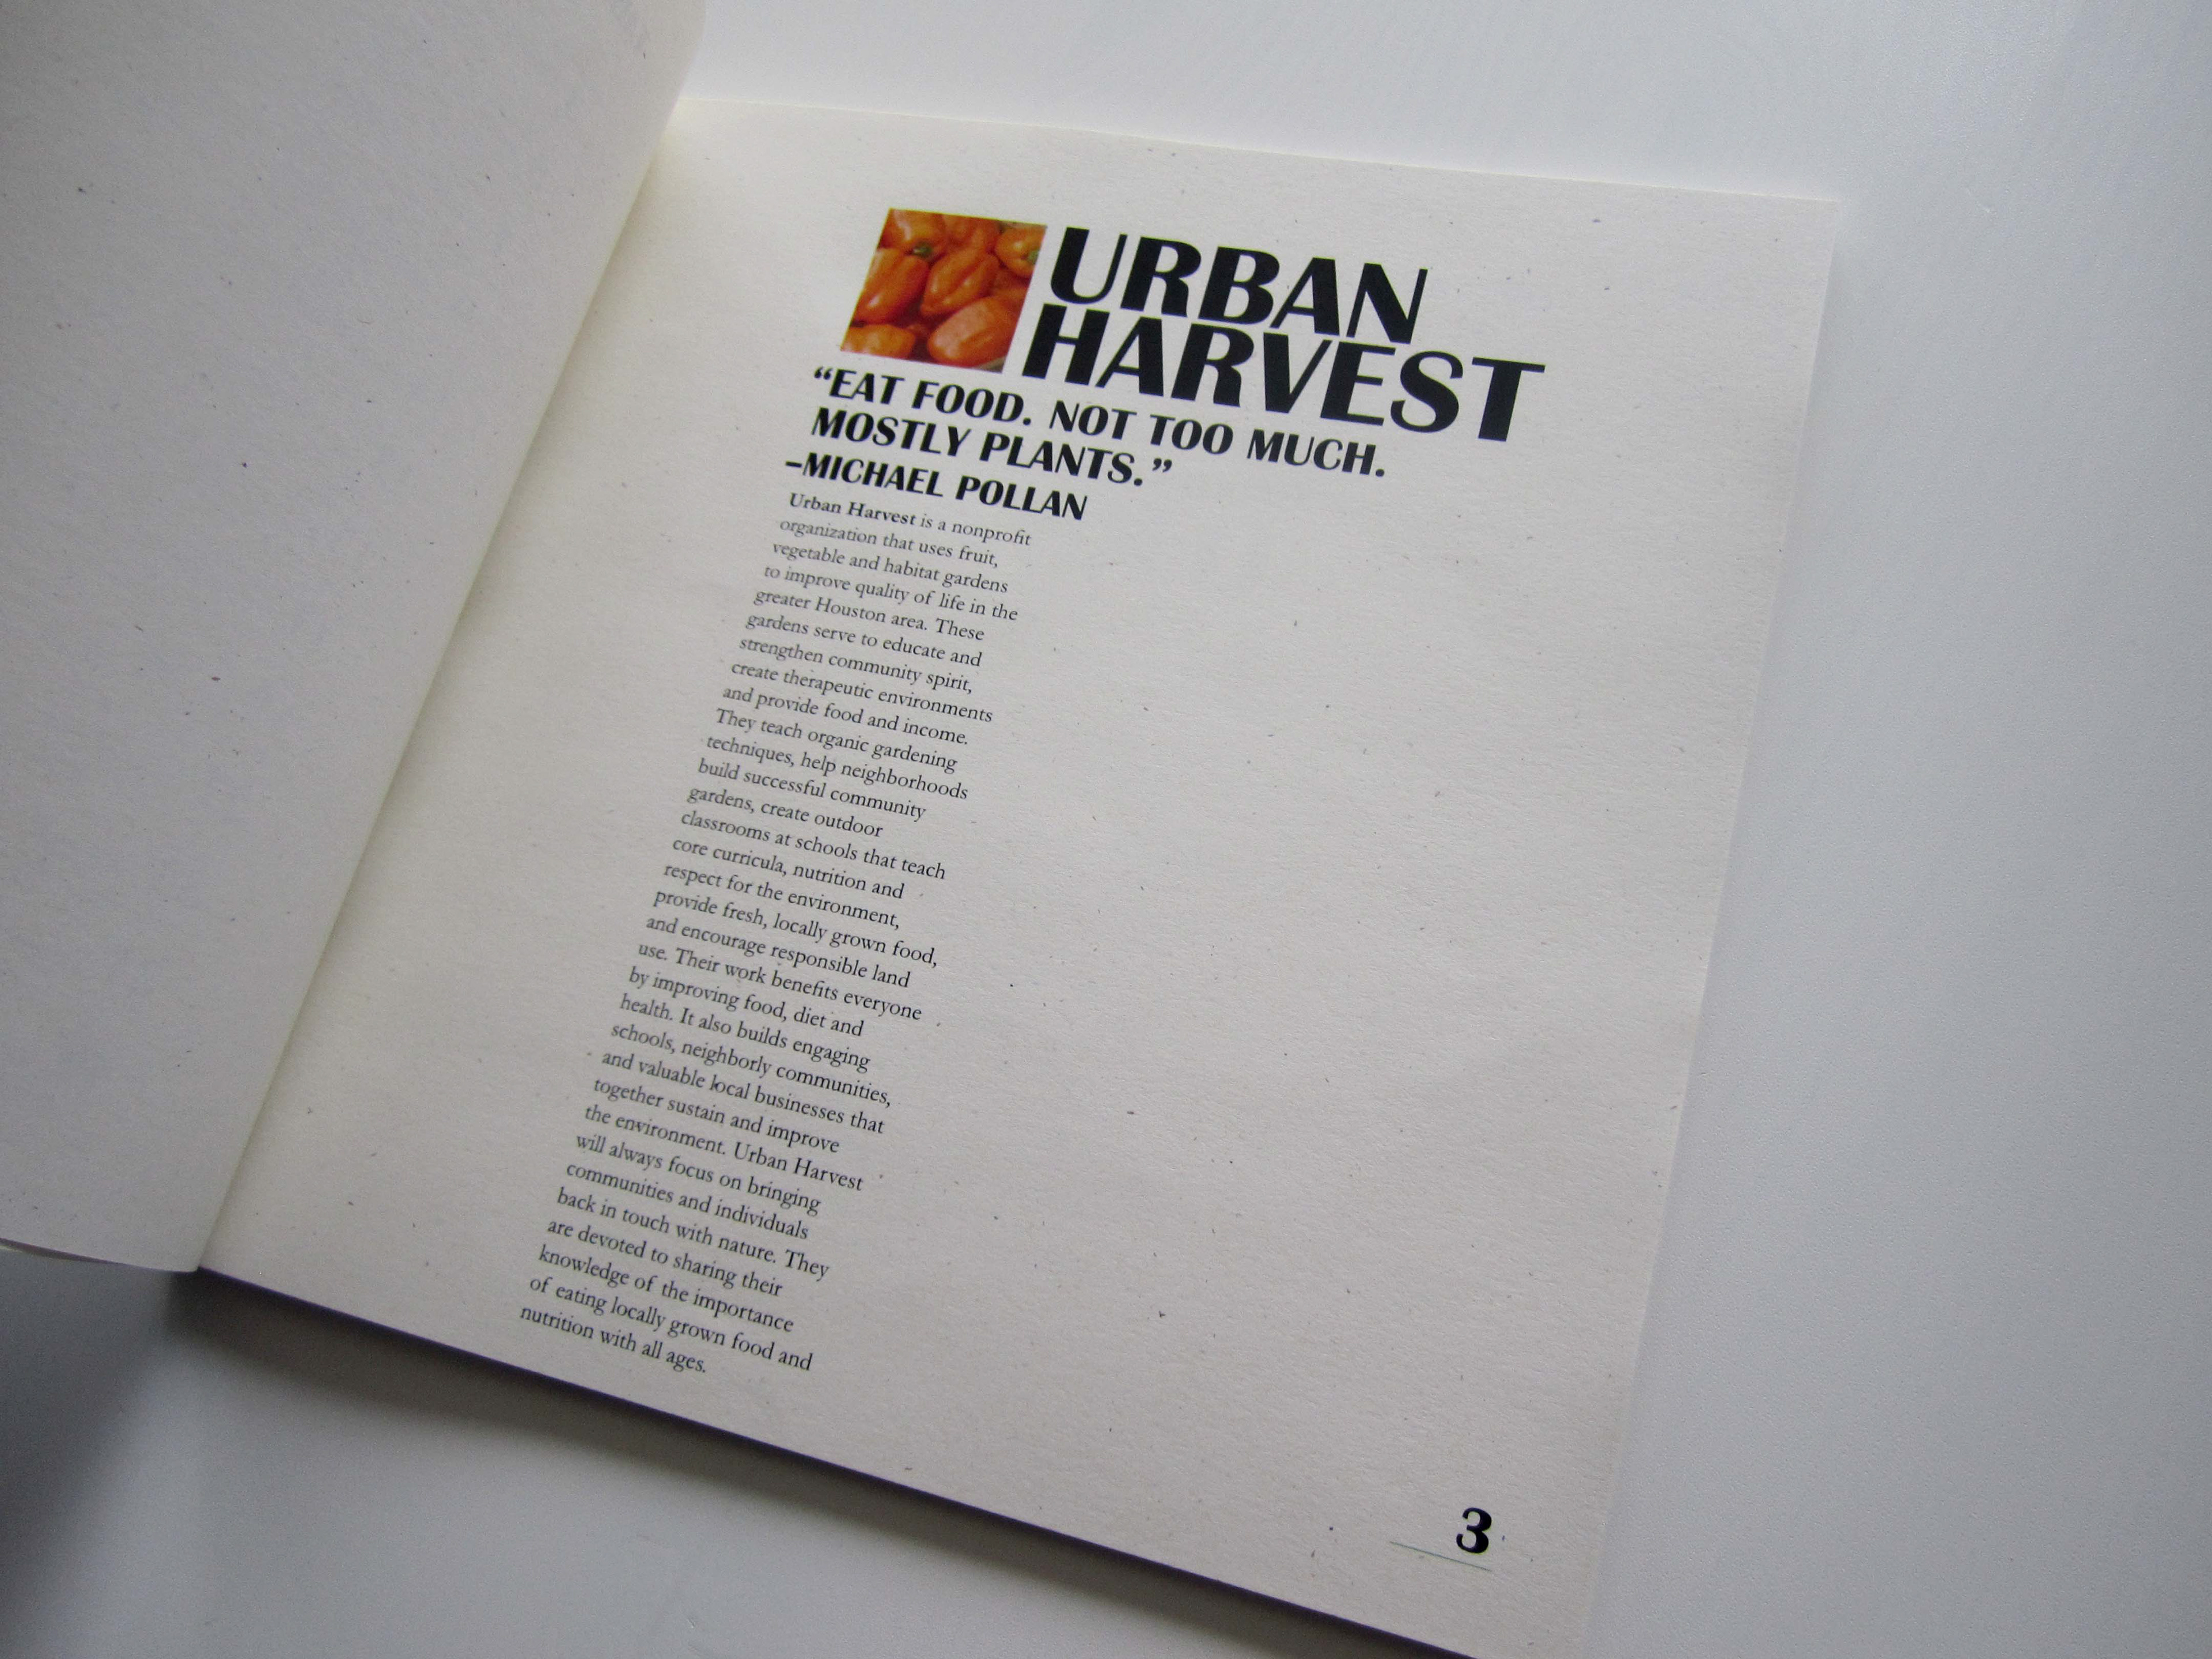 URBAN
HARVEST
“EAT FOOD. NOT TOO MUCH.
MOSTLY PLANTS.”
–MICHAEL POLLAN
Urban Harvest is a nonprofit
organization that uses fruit,
vegetable and habitat gardens
to improve quality of life in the
greater Houston area. These
gardens serve to educate and
strengthen community spirit,
create therapeutic environments
and provide food and income.
They teach organic gardening
techniques, help neighborhoods
build successful community
gardens, create outdoor
classrooms at schools that teach
core curricula, nutrition and
respect for the environment,
provide fresh, locally grown food,
and encourage responsible land
use. Their work benefits everyone
by improving food, diet and
health. It also builds engaging
schools, neighborly communities,
and valuable local businesses that
together sustain and improve
the environment. Urban Harvest
will always focus on bringing
communities and individuals
back in touch with nature. They
are devoted to sharing their
knowledge of the importance
of eating locally grown food and
nutrition with all ages.
3